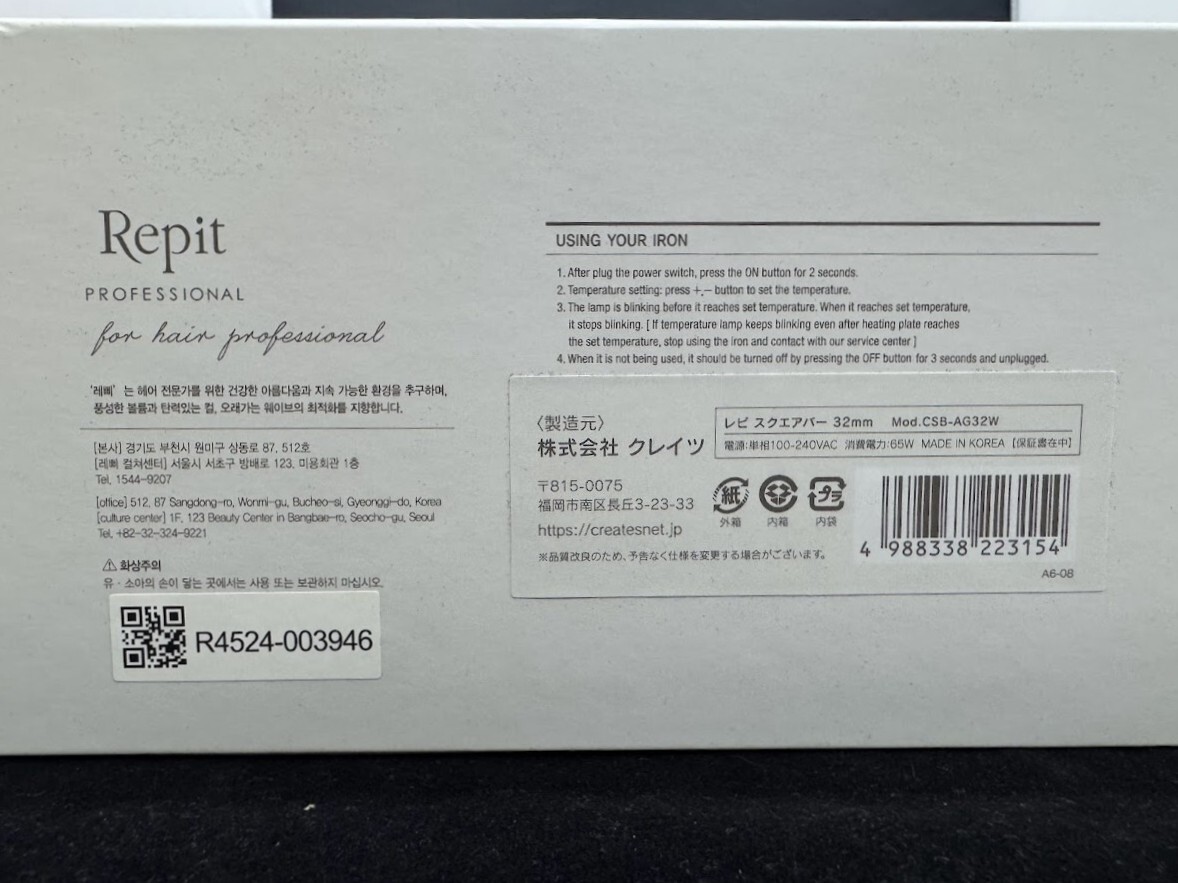 Repit
PROFESSIONAL
for hair professional
'레삐' 는 헤어 전문가를 위한 건강한 아름다움과 지속 가능한 환경을 추구하며,
풍성한 볼륨과 탄력있는 컬, 오래가는 웨이브의 최적화를 지향합니다.
[본사] 경기도 부천시 원미구 상동로 87, 512호
[레삐 컬쳐센터] 서울시 서초구 방배로 123, 미용회관 1층
Tel. 1544-9207
[office] 512, 87 Sangdong-ro, Wonmi-gu, Bucheo-si, Gyeonggi-do, Korea
[culture center] 1F, 123 Beauty Center in Bangbae-ro, Seocho-gu, Seoul
Tel. +82-32-324-9221
⚠ 화상주의
유 · 소아의 손이 닿는 곳에서는 사용 또는 보관하지 마십시오.
R4524-003946
USING YOUR IRON
1. After plug the power switch, press the ON button for 2 seconds.
2. Temperature setting: press +,− button to set the temperature.
3. The lamp is blinking before it reaches set temperature. When it reaches set temperature,
it stops blinking. [ If temperature lamp keeps blinking even after heating plate reaches
the set temperature, stop using the iron and contact with our service center ]
4. When it is not being used, it should be turned off by pressing the OFF button for 3 seconds and unplugged.
〈製造元〉
株式会社 クレイツ
レピ スクエアバー 32mm Mod.CSB-AG32W
電源:単相100-240VAC 消費電力:65W MADE IN KOREA 【保証書在中】
〒815-0075
福岡市南区長丘3-23-33
https://createsnet.jp
紙 外箱
内箱
プラ 内袋
※品質改良のため、予告なく仕様を変更する場合がございます。
4 988338 223154
A6-08